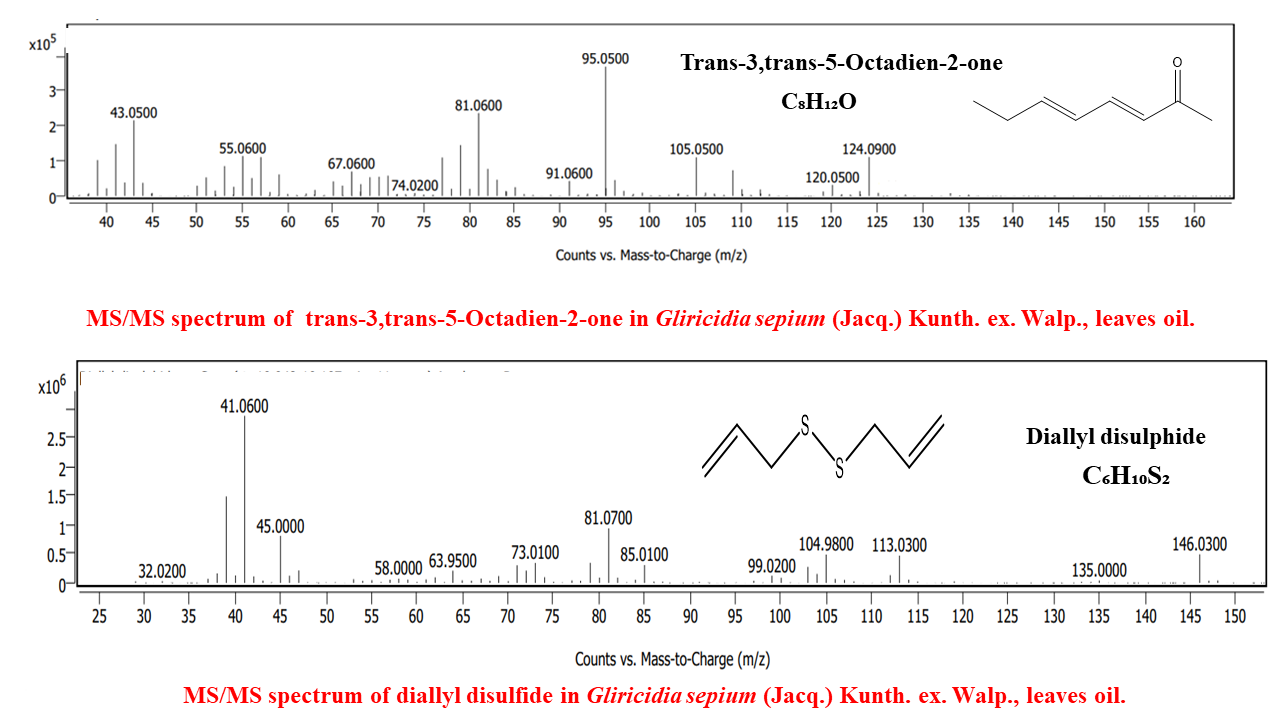 x10⁵
3
2
1
0
43.0500
55.0600
67.0600
74.0200
81.0600
91.0600
95.0500
105.0500
120.0500
124.0900
Trans-3,trans-5-Octadien-2-one
C₈H₁₂O
O
40 45 50 55 60 65 70 75 80 85 90 95 100 105 110 115 120 125 130 135 140 145 150 155 160
Counts vs. Mass-to-Charge (m/z)
MS/MS spectrum of trans-3,trans-5-Octadien-2-one in Gliricidia sepium (Jacq.) Kunth. ex. Walp., leaves oil.
x10⁶
2.5
2
1.5
1
0.5
0
32.0200
41.0600
45.0000
58.0000
63.9500
73.0100
81.0700
85.0100
99.0200
104.9800
113.0300
135.0000
146.0300
S
S
Diallyl disulphide
C₆H₁₀S₂
25 30 35 40 45 50 55 60 65 70 75 80 85 90 95 100 105 110 115 120 125 130 135 140 145 150
Counts vs. Mass-to-Charge (m/z)
MS/MS spectrum of diallyl disulfide in Gliricidia sepium (Jacq.) Kunth. ex. Walp., leaves oil.